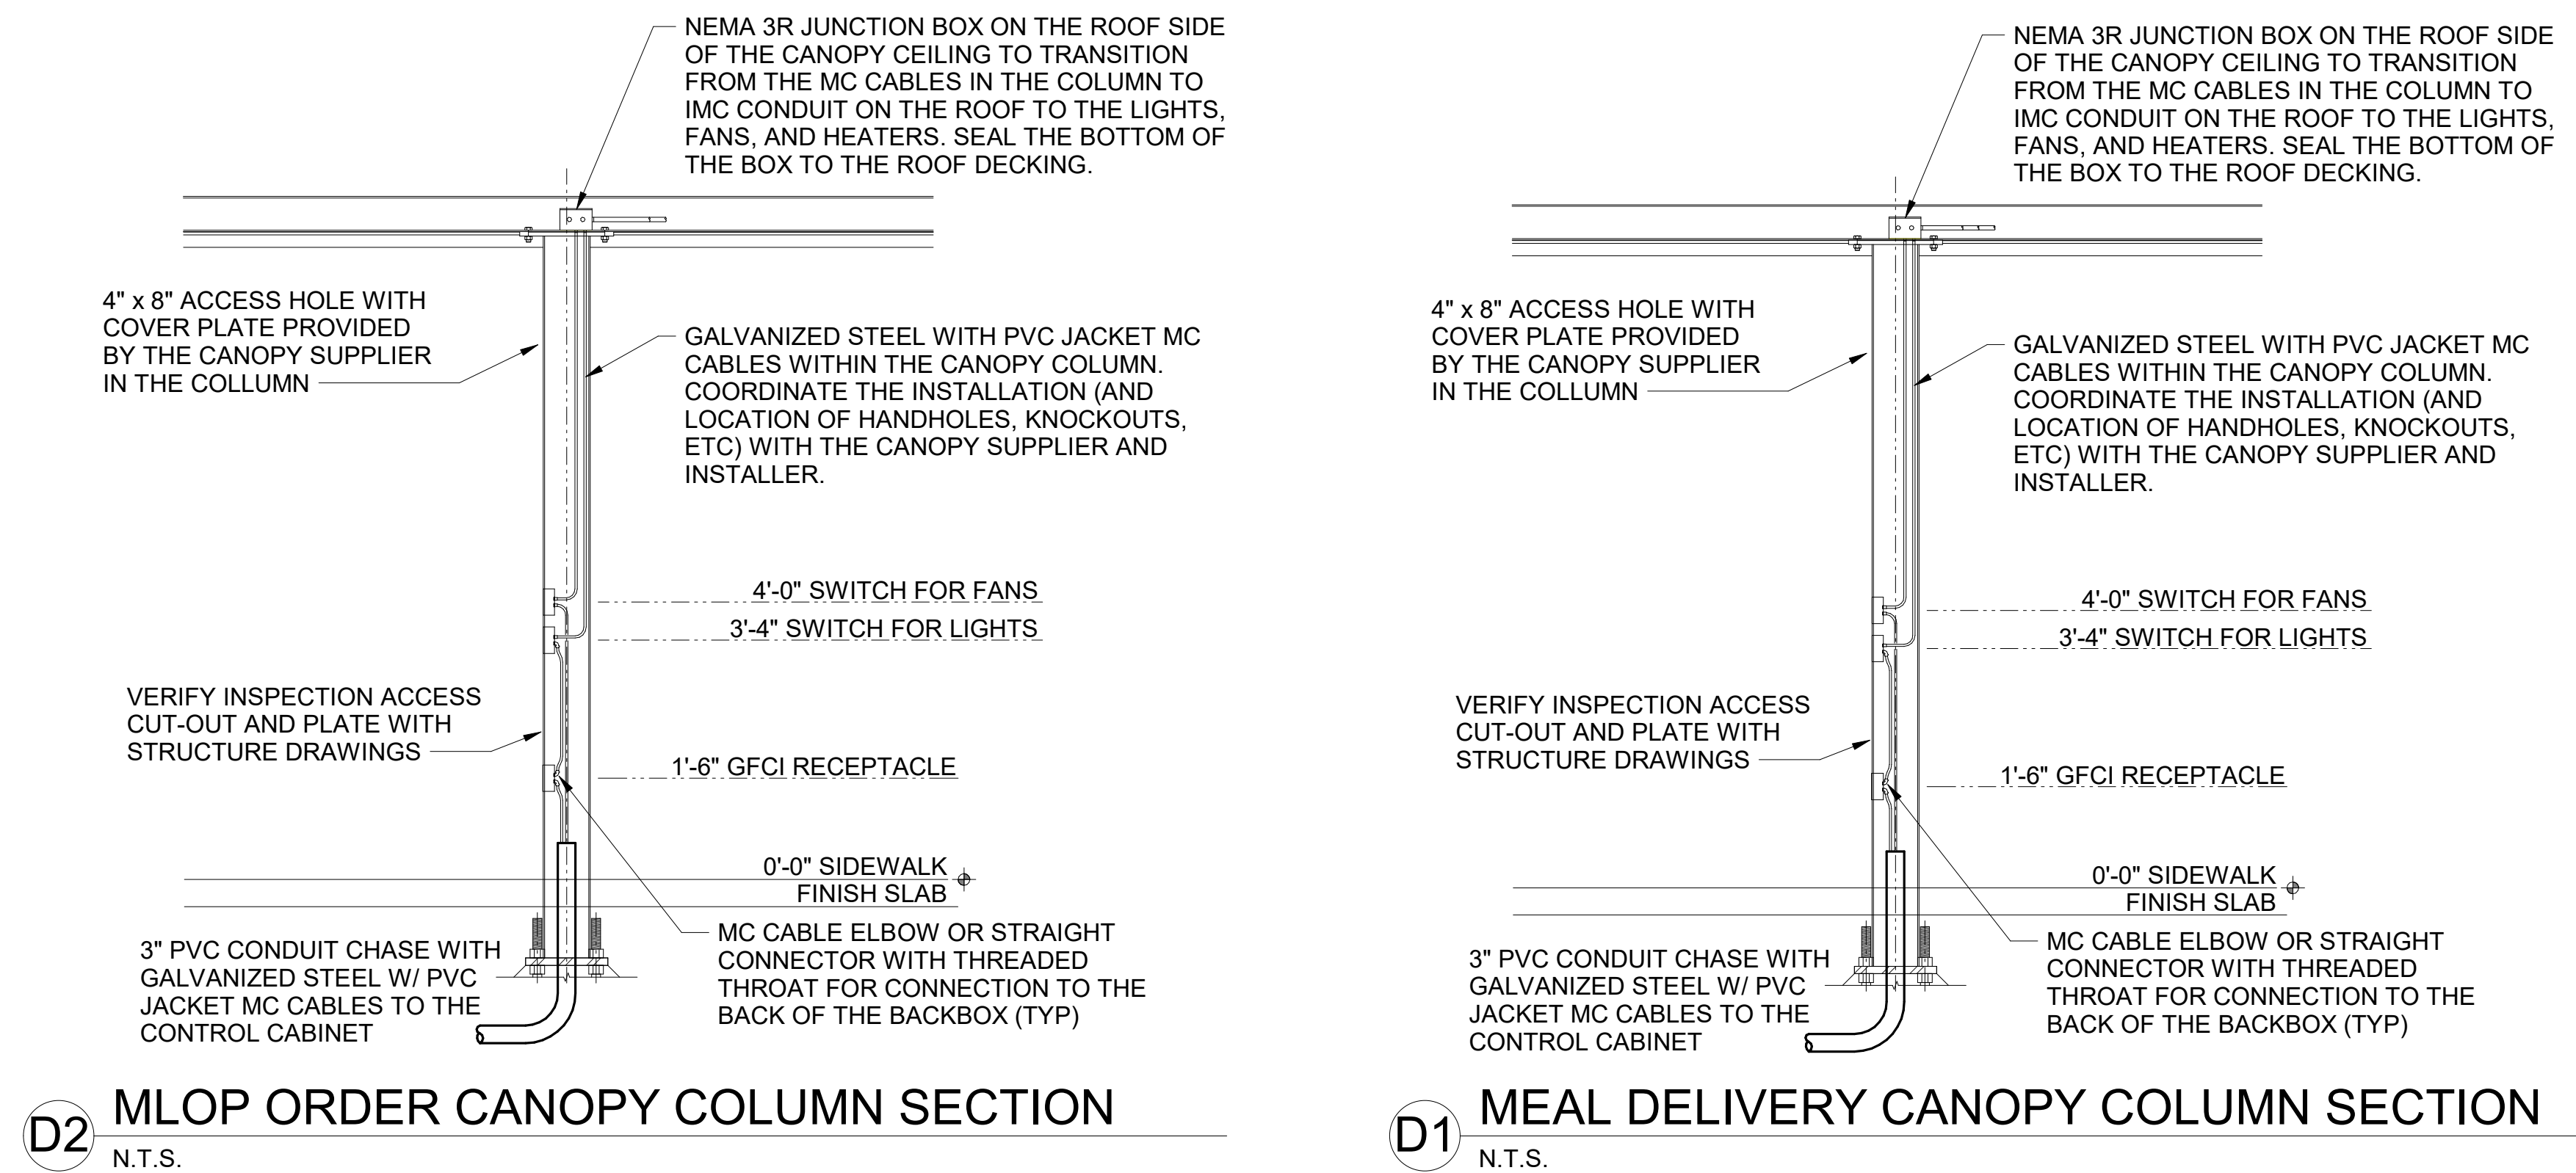 NEMA 3R JUNCTION BOX ON THE ROOF SIDE
OF THE CANOPY CEILING TO TRANSITION
FROM THE MC CABLES IN THE COLUMN TO
IMC CONDUIT ON THE ROOF TO THE LIGHTS,
FANS, AND HEATERS. SEAL THE BOTTOM OF
THE BOX TO THE ROOF DECKING.
4" x 8" ACCESS HOLE WITH
COVER PLATE PROVIDED
BY THE CANOPY SUPPLIER
IN THE COLLUMN
GALVANIZED STEEL WITH PVC JACKET MC
CABLES WITHIN THE CANOPY COLUMN.
COORDINATE THE INSTALLATION (AND
LOCATION OF HANDHOLES, KNOCKOUTS,
ETC) WITH THE CANOPY SUPPLIER AND
INSTALLER.
4'-0" SWITCH FOR FANS
3'-4" SWITCH FOR LIGHTS
VERIFY INSPECTION ACCESS
CUT-OUT AND PLATE WITH
STRUCTURE DRAWINGS
1'-6" GFCI RECEPTACLE
0'-0" SIDEWALK
FINISH SLAB
3" PVC CONDUIT CHASE WITH
GALVANIZED STEEL W/ PVC
JACKET MC CABLES TO THE
CONTROL CABINET
MC CABLE ELBOW OR STRAIGHT
CONNECTOR WITH THREADED
THROAT FOR CONNECTION TO THE
BACK OF THE BACKBOX (TYP)
D2 MLOP ORDER CANOPY COLUMN SECTION
N.T.S.
NEMA 3R JUNCTION BOX ON THE ROOF SIDE
OF THE CANOPY CEILING TO TRANSITION
FROM THE MC CABLES IN THE COLUMN TO
IMC CONDUIT ON THE ROOF TO THE LIGHTS,
FANS, AND HEATERS. SEAL THE BOTTOM OF
THE BOX TO THE ROOF DECKING.
4" x 8" ACCESS HOLE WITH
COVER PLATE PROVIDED
BY THE CANOPY SUPPLIER
IN THE COLLUMN
GALVANIZED STEEL WITH PVC JACKET MC
CABLES WITHIN THE CANOPY COLUMN.
COORDINATE THE INSTALLATION (AND
LOCATION OF HANDHOLES, KNOCKOUTS,
ETC) WITH THE CANOPY SUPPLIER AND
INSTALLER.
4'-0" SWITCH FOR FANS
3'-4" SWITCH FOR LIGHTS
VERIFY INSPECTION ACCESS
CUT-OUT AND PLATE WITH
STRUCTURE DRAWINGS
1'-6" GFCI RECEPTACLE
0'-0" SIDEWALK
FINISH SLAB
3" PVC CONDUIT CHASE WITH
GALVANIZED STEEL W/ PVC
JACKET MC CABLES TO THE
CONTROL CABINET
MC CABLE ELBOW OR STRAIGHT
CONNECTOR WITH THREADED
THROAT FOR CONNECTION TO THE
BACK OF THE BACKBOX (TYP)
D1 MEAL DELIVERY CANOPY COLUMN SECTION
N.T.S.